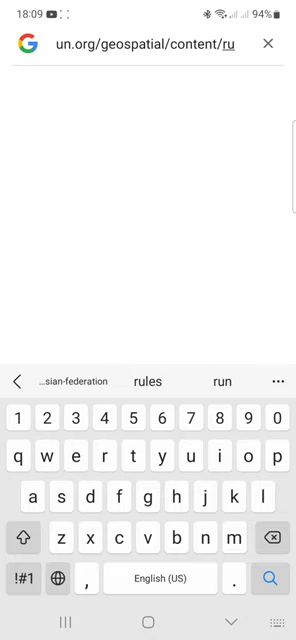 18:09 94%
un.org/geospatial/content/ru
...sian-federation rules run
1 2 3 4 5 6 7 8 9 0
q w e r t y u i o p
a s d f g h j k l
z x c v b n m
!#1 , English (US) .